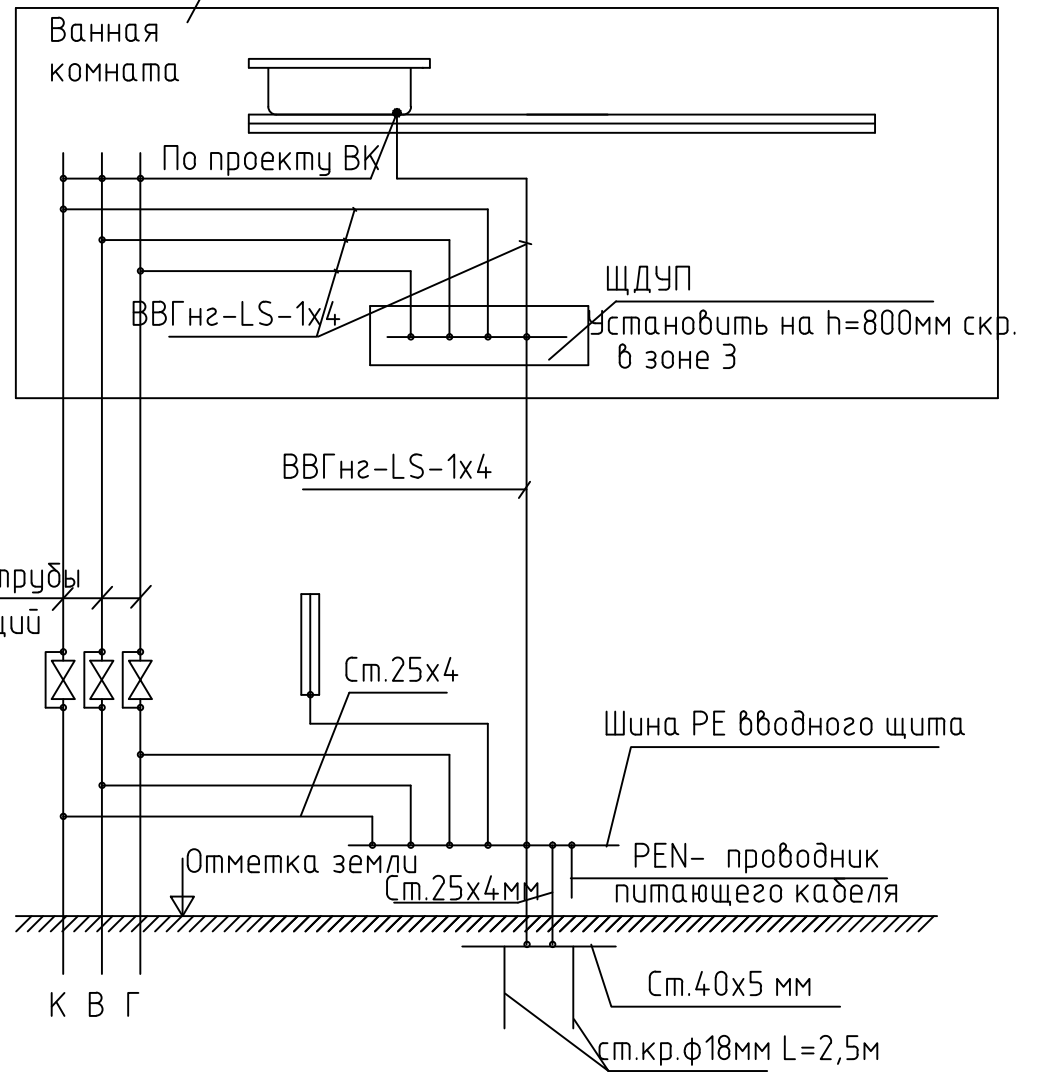 Ванная
комната
По проекту ВК
ЩДУП
ВВГнг-LS-1х4
Установить на h=800мм скр.
в зоне 3
ВВГнг-LS-1х4
трубы
ций
Ст.25х4
Шина РЕ вводного щита
Отметка земли
PEN- проводник
Ст.25х4мм
питающего кабеля
К В Г
Ст.40х5 мм
ст.кр.ф18мм L=2,5м